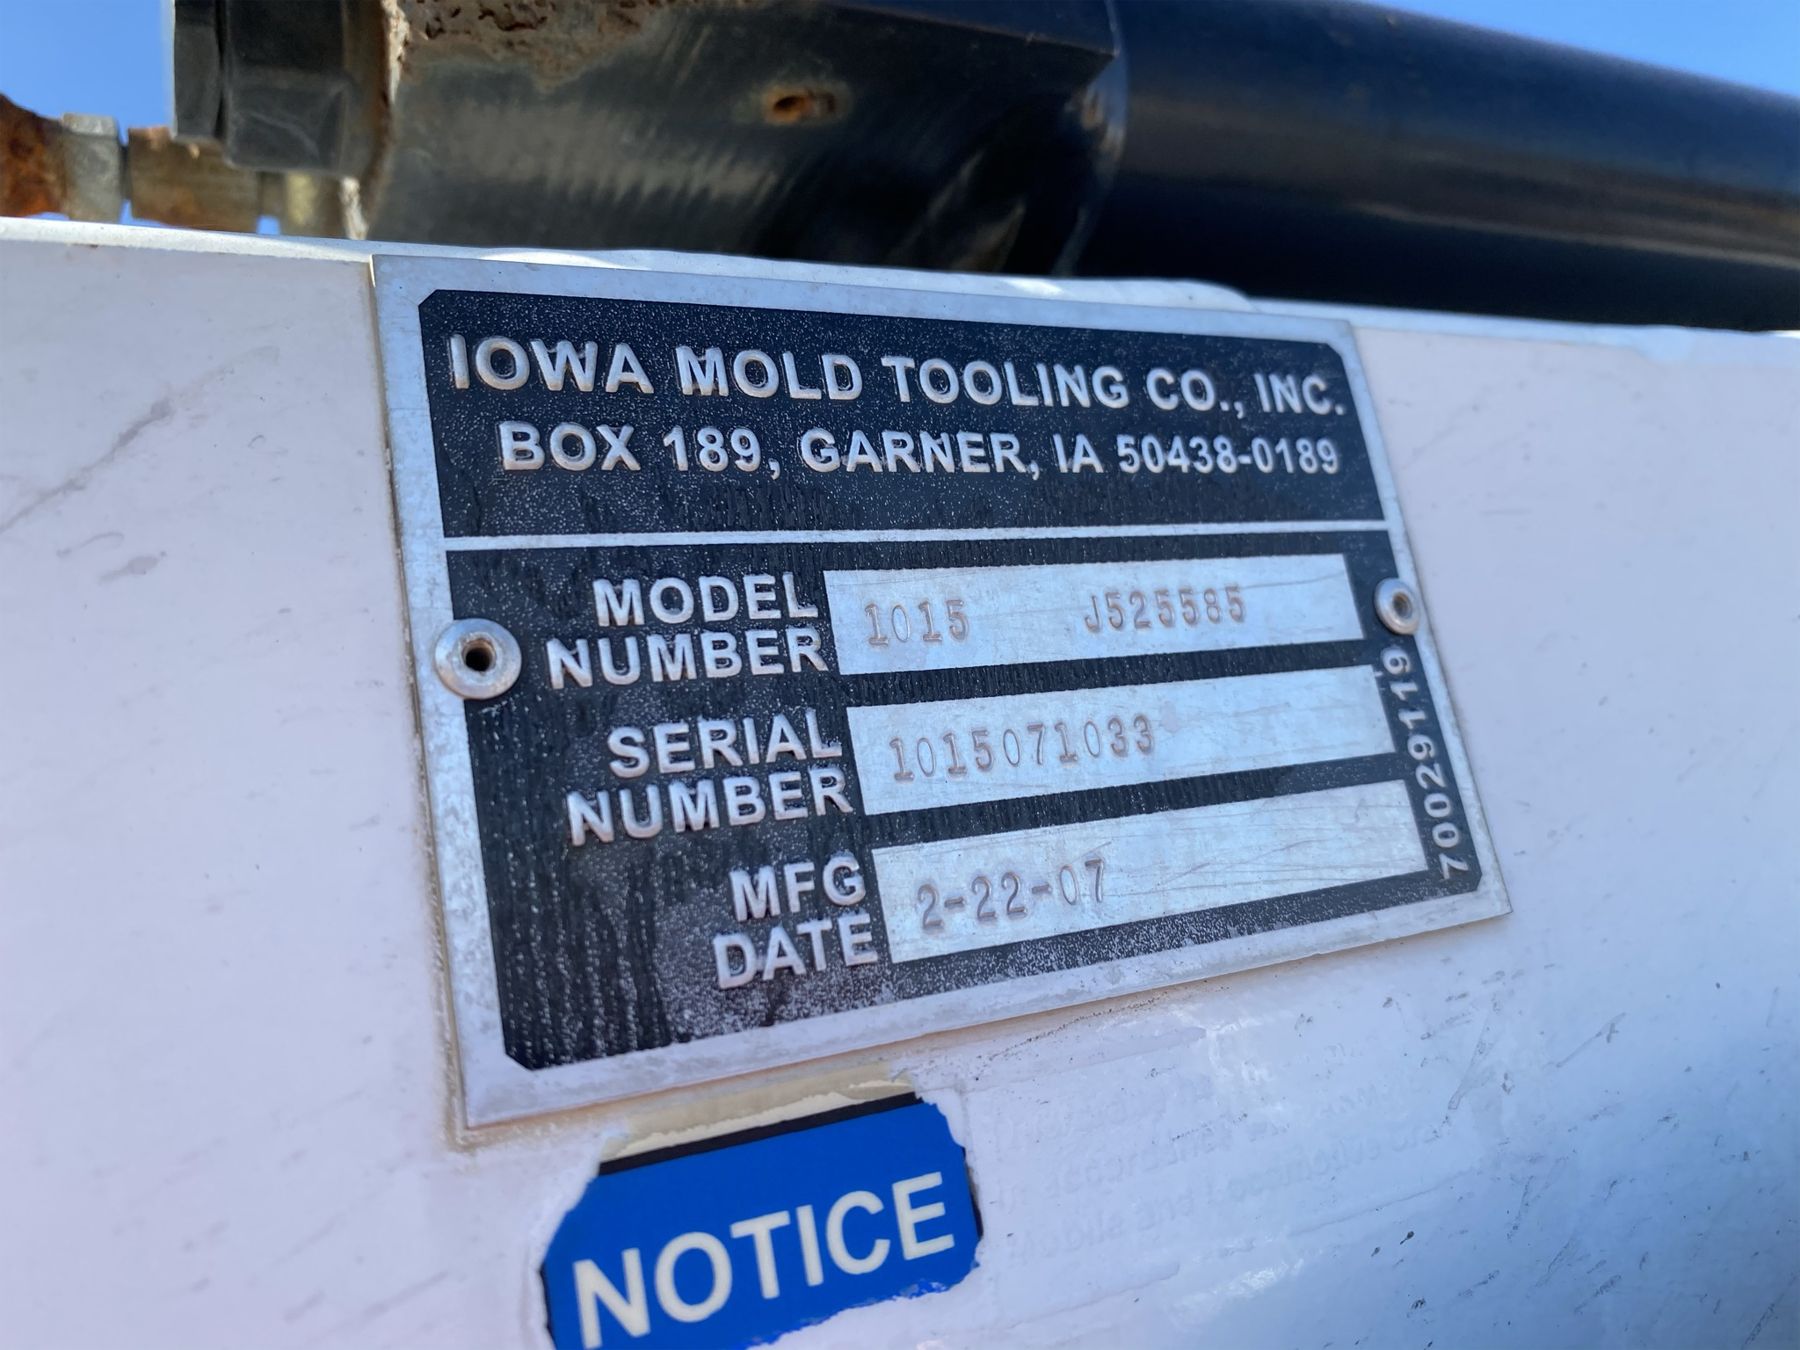 IOWA MOLD TOOLING CO., INC.
BOX 189, GARNER, IA 50438-0189
MODEL NUMBER 1015 J525585
SERIAL NUMBER 1015071033
MFG DATE 2-22-07
70029119
NOTICE